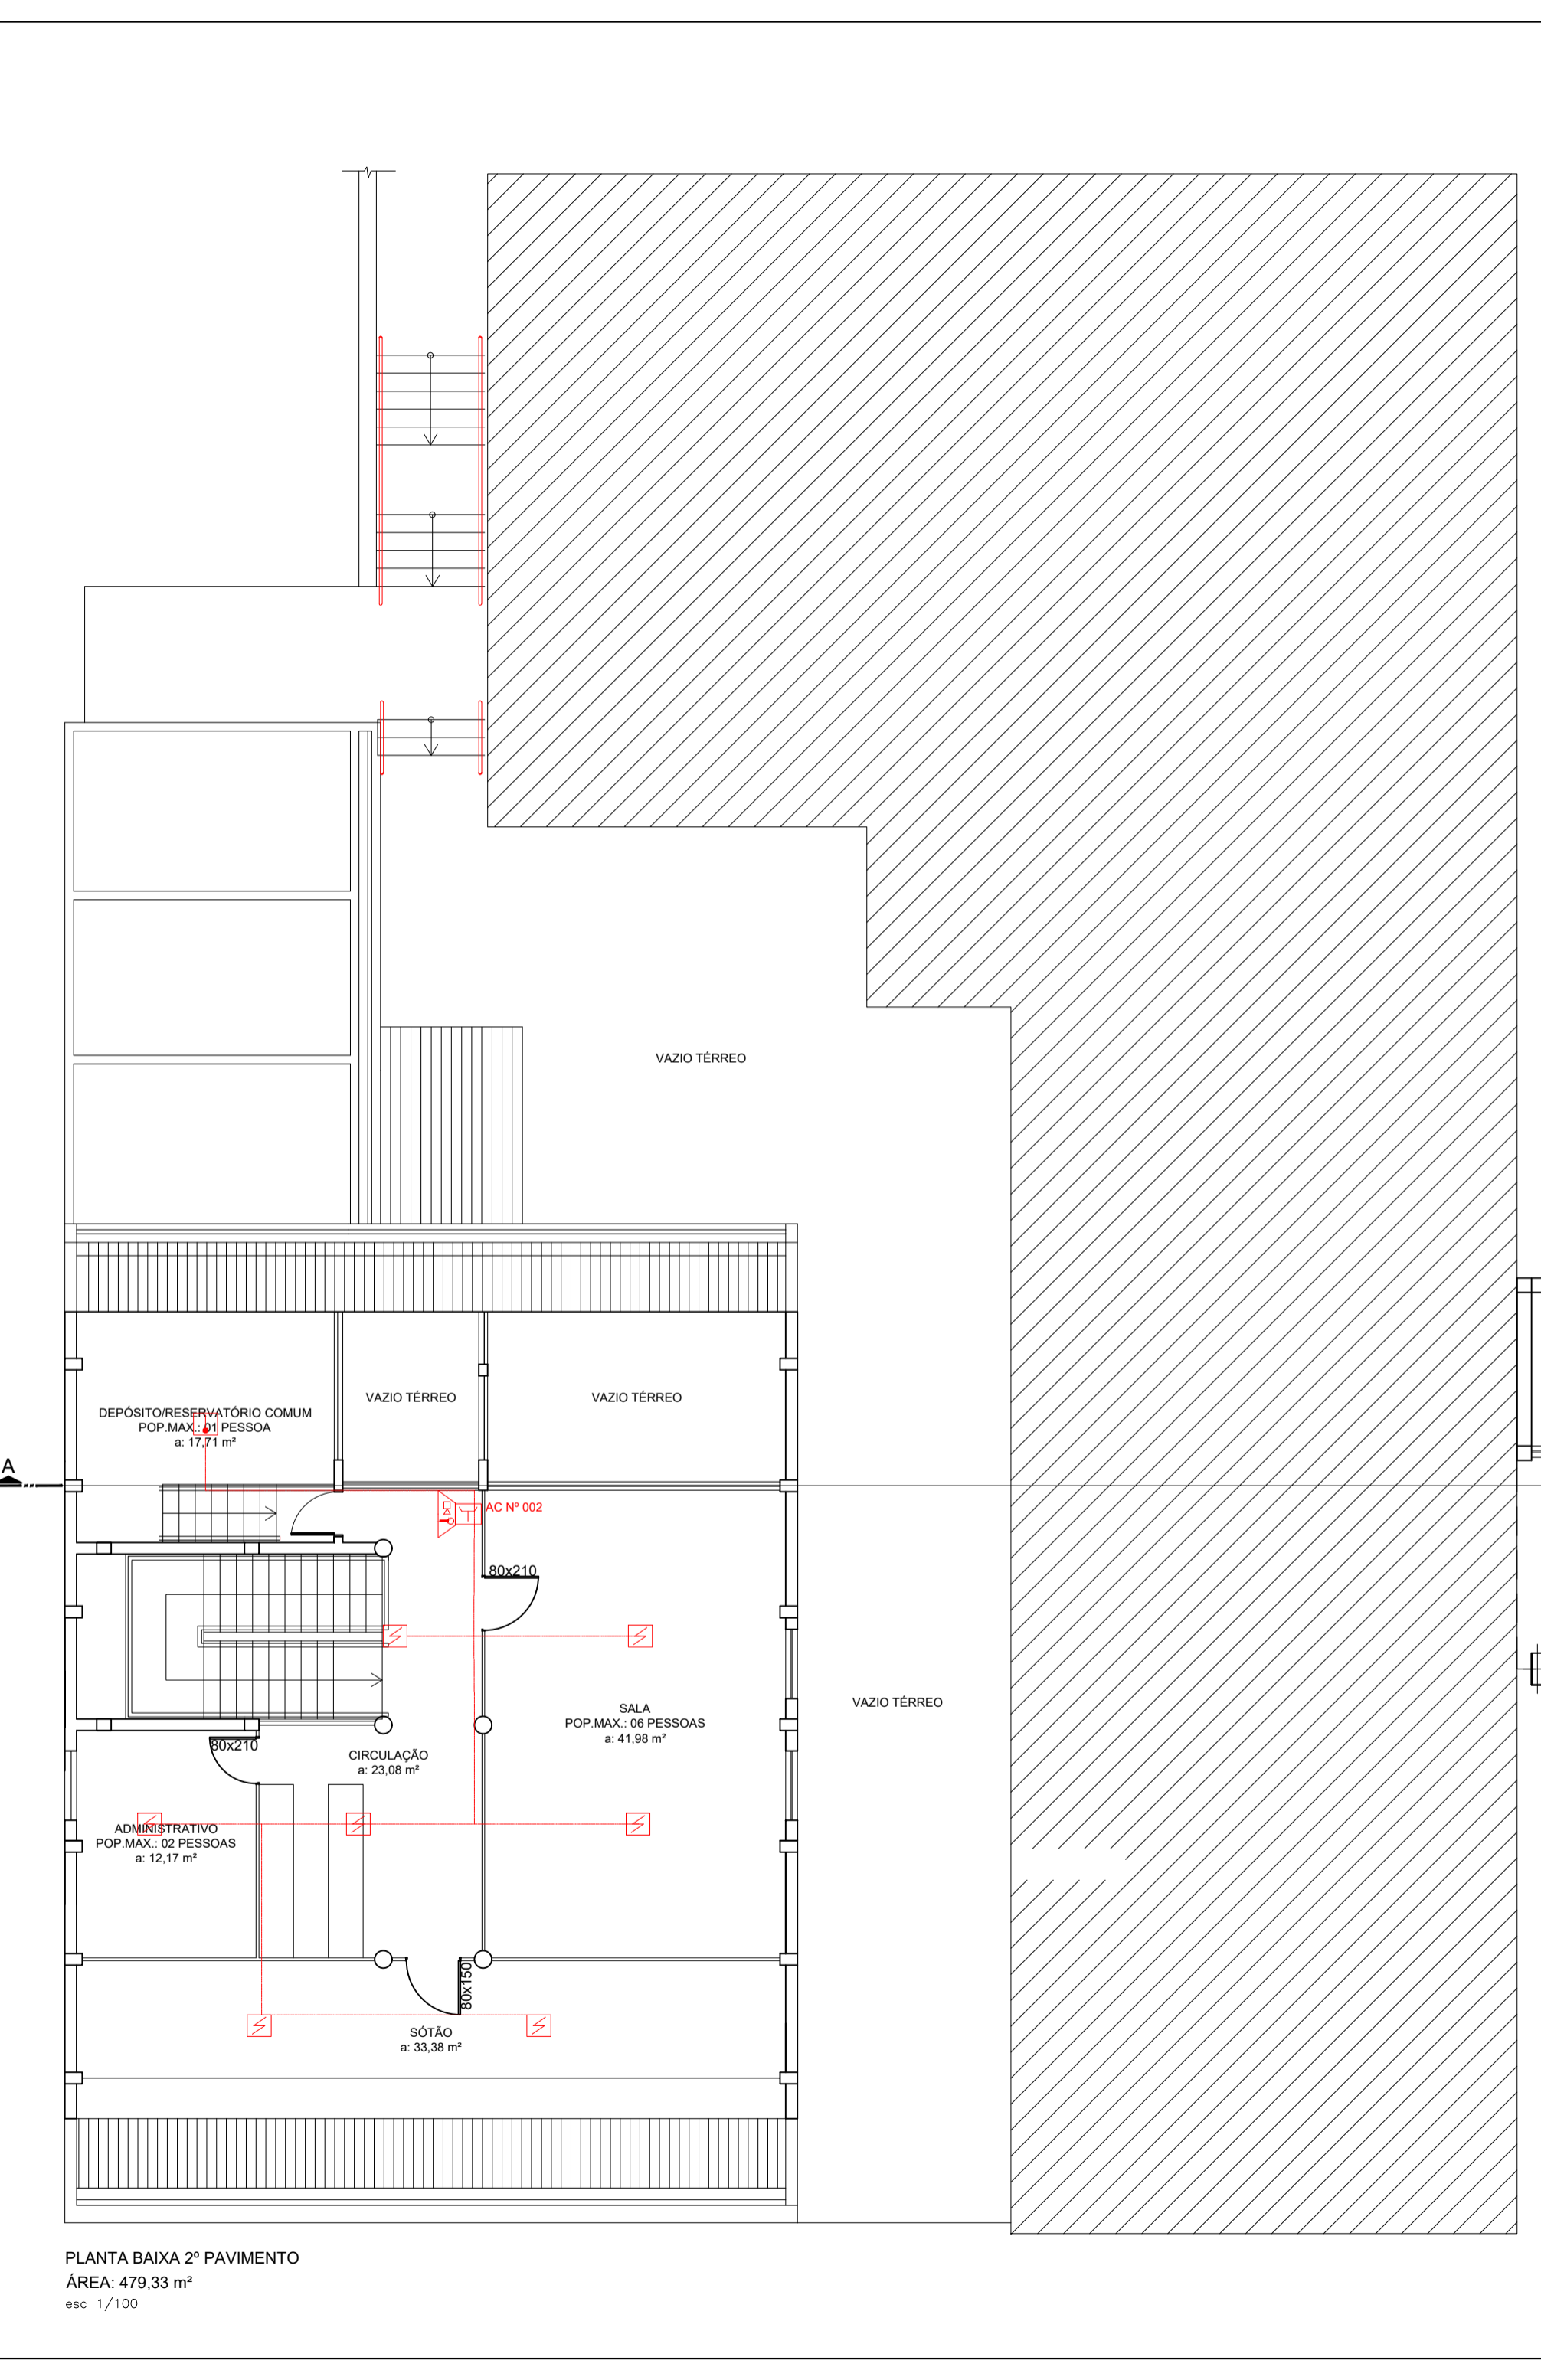 VAZIO TÉRREO
VAZIO TÉRREO
VAZIO TÉRREO
DEPÓSITO/RESERVATÓRIO COMUM
POP.MAX.: 01 PESSOA
a: 17,71 m²
A
AC Nº 002
80x210
SALA
POP.MAX.: 06 PESSOAS
a: 41,98 m²
VAZIO TÉRREO
80x210
CIRCULAÇÃO
a: 23,08 m²
ADMINISTRATIVO
POP.MAX.: 02 PESSOAS
a: 12,17 m²
80x150
SÓTÃO
a: 33,38 m²
PLANTA BAIXA 2º PAVIMENTO
ÁREA: 479,33 m²
esc 1/100